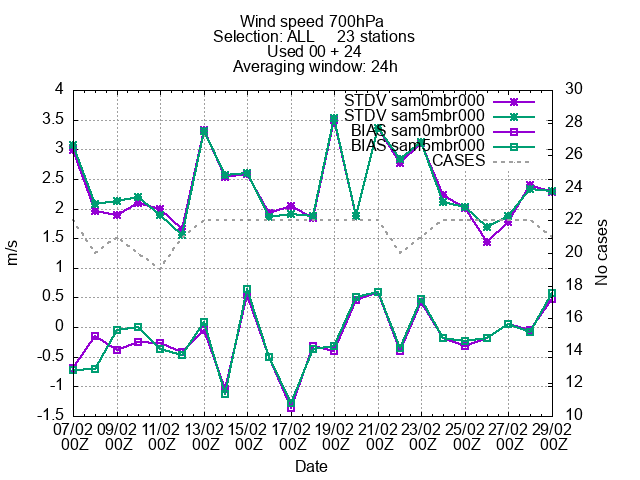 Wind speed 700hPa
Selection: ALL 23 stations
Used 00 + 24
Averaging window: 24h
STDV sam0mbr000
STDV sam5mbr000
BIAS sam0mbr000
BIAS sam5mbr000
CASES
4
3.5
3
2.5
2
1.5
1
0.5
0
-0.5
-1
-1.5
m/s
30
28
26
24
22
20
18
16
14
12
10
No cases
07/02 09/02 11/02 13/02 15/02 17/02 19/02 21/02 23/02 25/02 27/02 29/02
00Z 00Z 00Z 00Z 00Z 00Z 00Z 00Z 00Z 00Z 00Z 00Z
Date